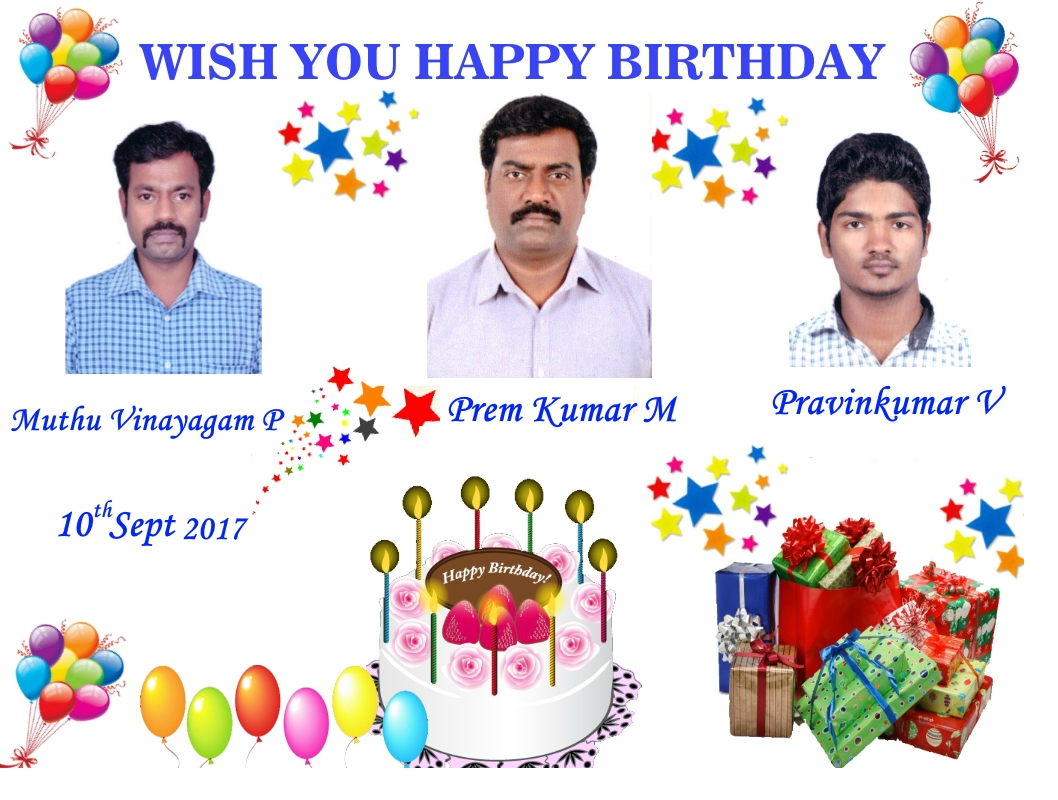 WISH YOU HAPPY BIRTHDAY
Muthu Vinayagam P
Prem Kumar M
Pravinkumar V
10th Sept 2017
Happy Birthday!